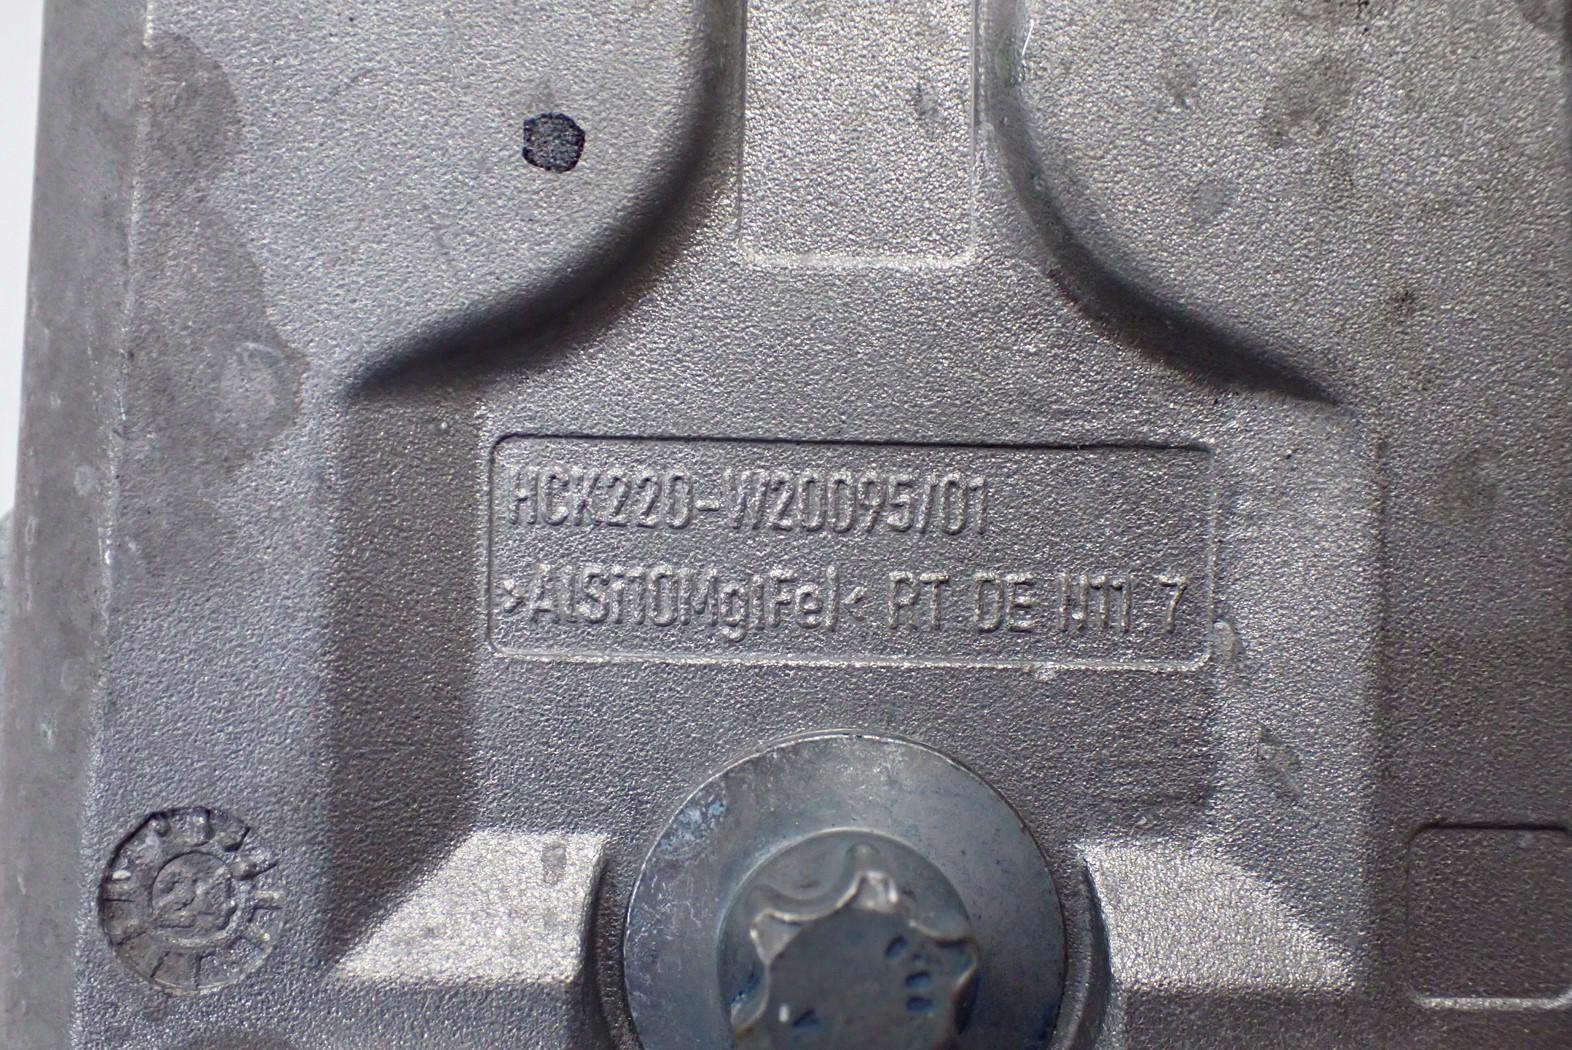 HCK220-W20095/01
>AlSi10Mg(Fe)< RT DE N11 7